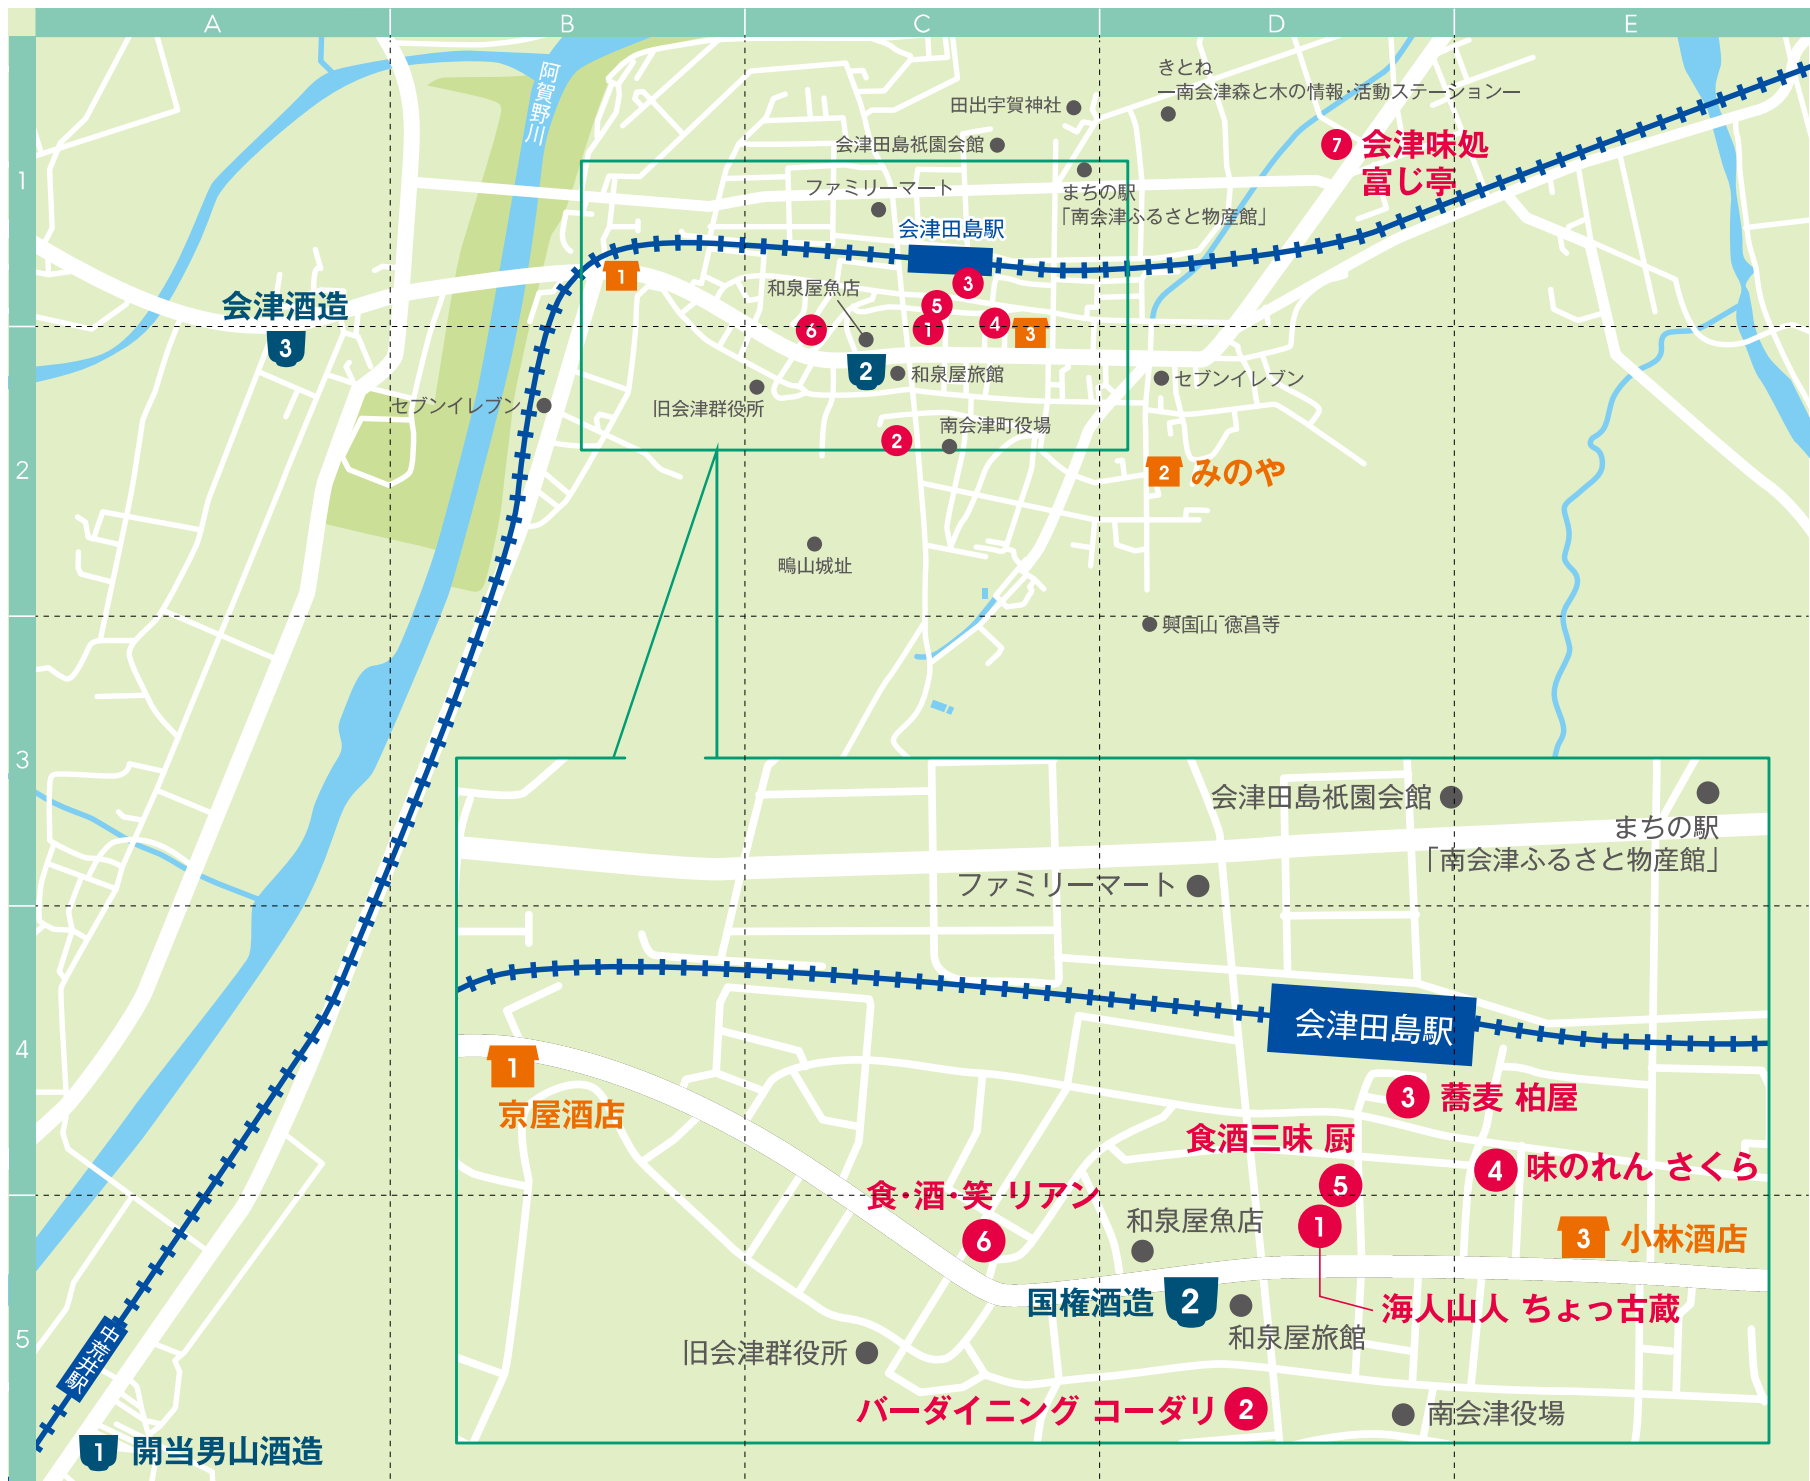 A
B
C
D
E
1
2
3
4
5
阿賀野川
きとね
ー南会津森と木の情報・活動ステーションー
田出宇賀神社
会津田島祇園会館
7 会津味処
富じ亭
まちの駅
「南会津ふるさと物産館」
ファミリーマート
会津田島駅
1
和泉屋魚店
3
5
6
1
4
3
会津酒造
3
2
和泉屋旅館
セブンイレブン
セブンイレブン
旧会津群役所
南会津町役場
2
2 みのや
鴫山城址
興国山 徳昌寺
会津田島祇園会館
まちの駅
「南会津ふるさと物産館」
ファミリーマート
会津田島駅
1
京屋酒店
3 蕎麦 柏屋
食酒三味 厨
5
4 味のれん さくら
食・酒・笑 リアン
6
和泉屋魚店
1
3 小林酒店
国権酒造 2
海人山人 ちょっ古蔵
和泉屋旅館
旧会津群役所
バーダイニング コーダリ 2
南会津役場
中荒井駅
1 開当男山酒造